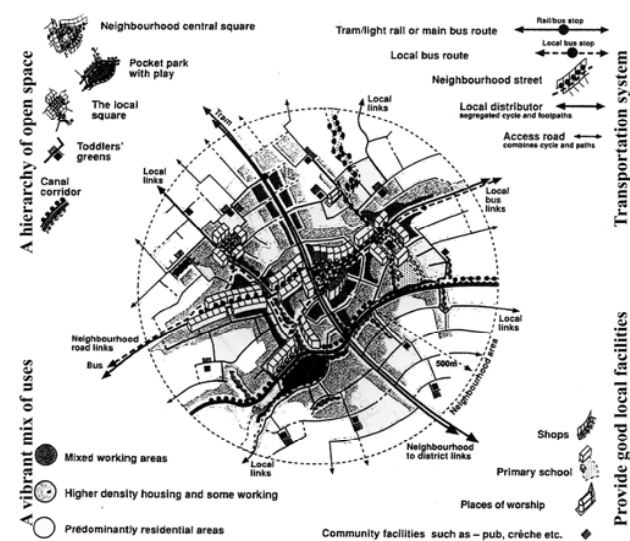 A hierarchy of open space
Neighbourhood central square
Pocket park
with play
The local
square
Toddlers'
greens
Canal
corridor
Transportation system
Tram/light rail or main bus route
Rail/bus stop
Local bus route
Local bus stop
Neighbourhood street
Local distributor
segregated cycle and footpaths
Access road
combines cycle and paths
Tram
Local
links
Local
links
Local
bus
links
Local
links
Neighbourhood
road links
Bus
500m
Neighbourhood area
Neighbourhood
to district links
Local
links
A vibrant mix of uses
Mixed working areas
Higher density housing and some working
Predominantly residential areas
Provide good local facilities
Shops
Primary school
Places of worship
Community facilities such as – pub, créche etc.